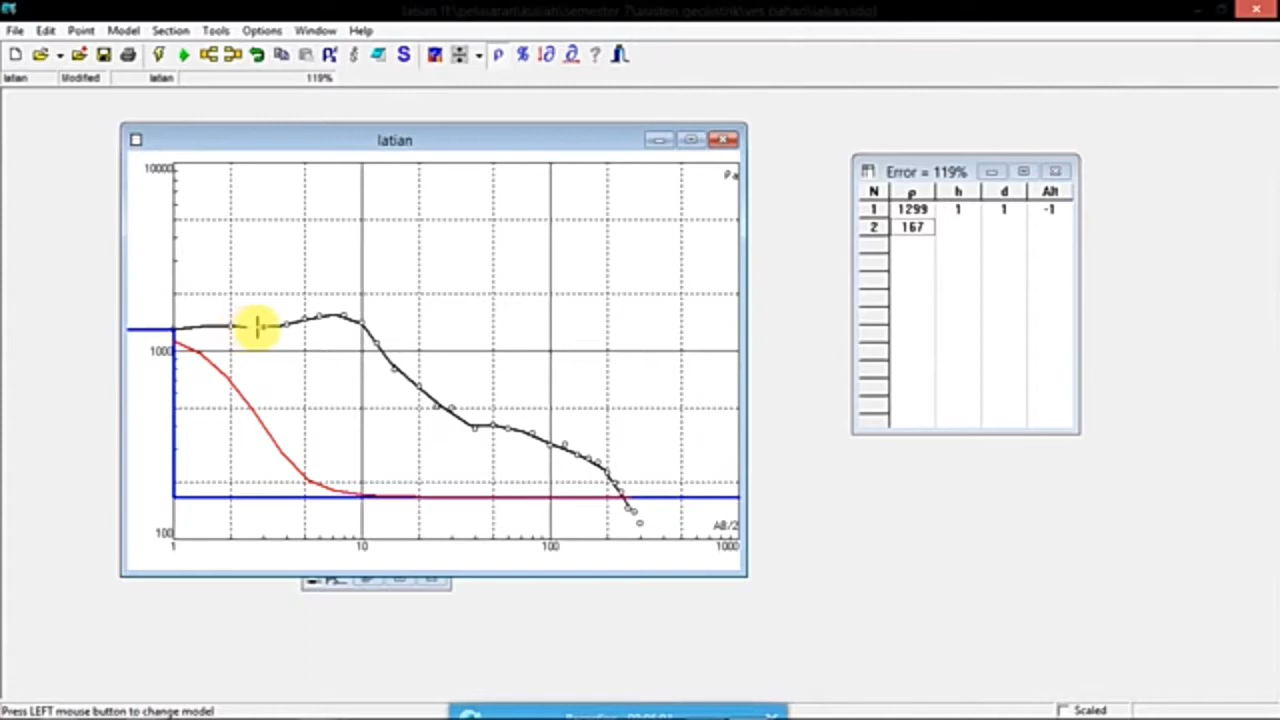 File Edit Point Model Section Tools Options Window Help
latian Modified latian 119%
latian
10000
ρa
1000
100
AB/2
1 10 100 1000
Error = 119%
N ρ h d Alt
1 1299 1 1 -1
2 167
Press LEFT mouse button to change model
Scaled